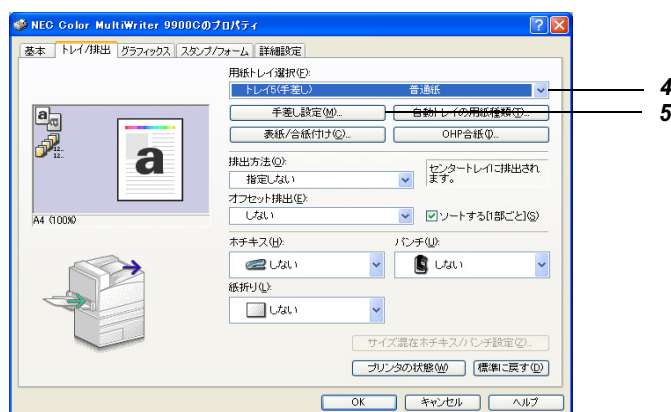 NEC Color MultiWriter 9900Cのプロパティ
基本 トレイ/排出 グラフィックス スタンプ/フォーム 詳細設定
用紙トレイ選択(F):
トレイ5(手差し) 普通紙
4
手差し設定(M)... 自動トレイの用紙種類(T)...
5
表紙/合紙付け(C)... OHP合紙(I)...
排出方法(O):
指定しない
センタートレイに排出され
ます。
オフセット排出(E):
しない
ソートする[1部ごと](G)
A4 (100%)
ホチキス(H): パンチ(U):
しない しない
紙折り(L):
しない
サイズ混在ホチキス/パンチ設定(Z)...
プリンタの状態(W) 標準に戻す(D)
OK キャンセル ヘルプ